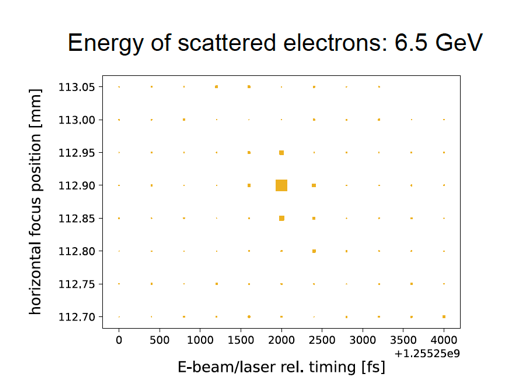 Energy of scattered electrons: 6.5 GeV
horizontal focus position [mm]
113.05
113.00
112.95
112.90
112.85
112.80
112.75
112.70
0 500 1000 1500 2000 2500 3000 3500 4000
+1.25525e9
E-beam/laser rel. timing [fs]